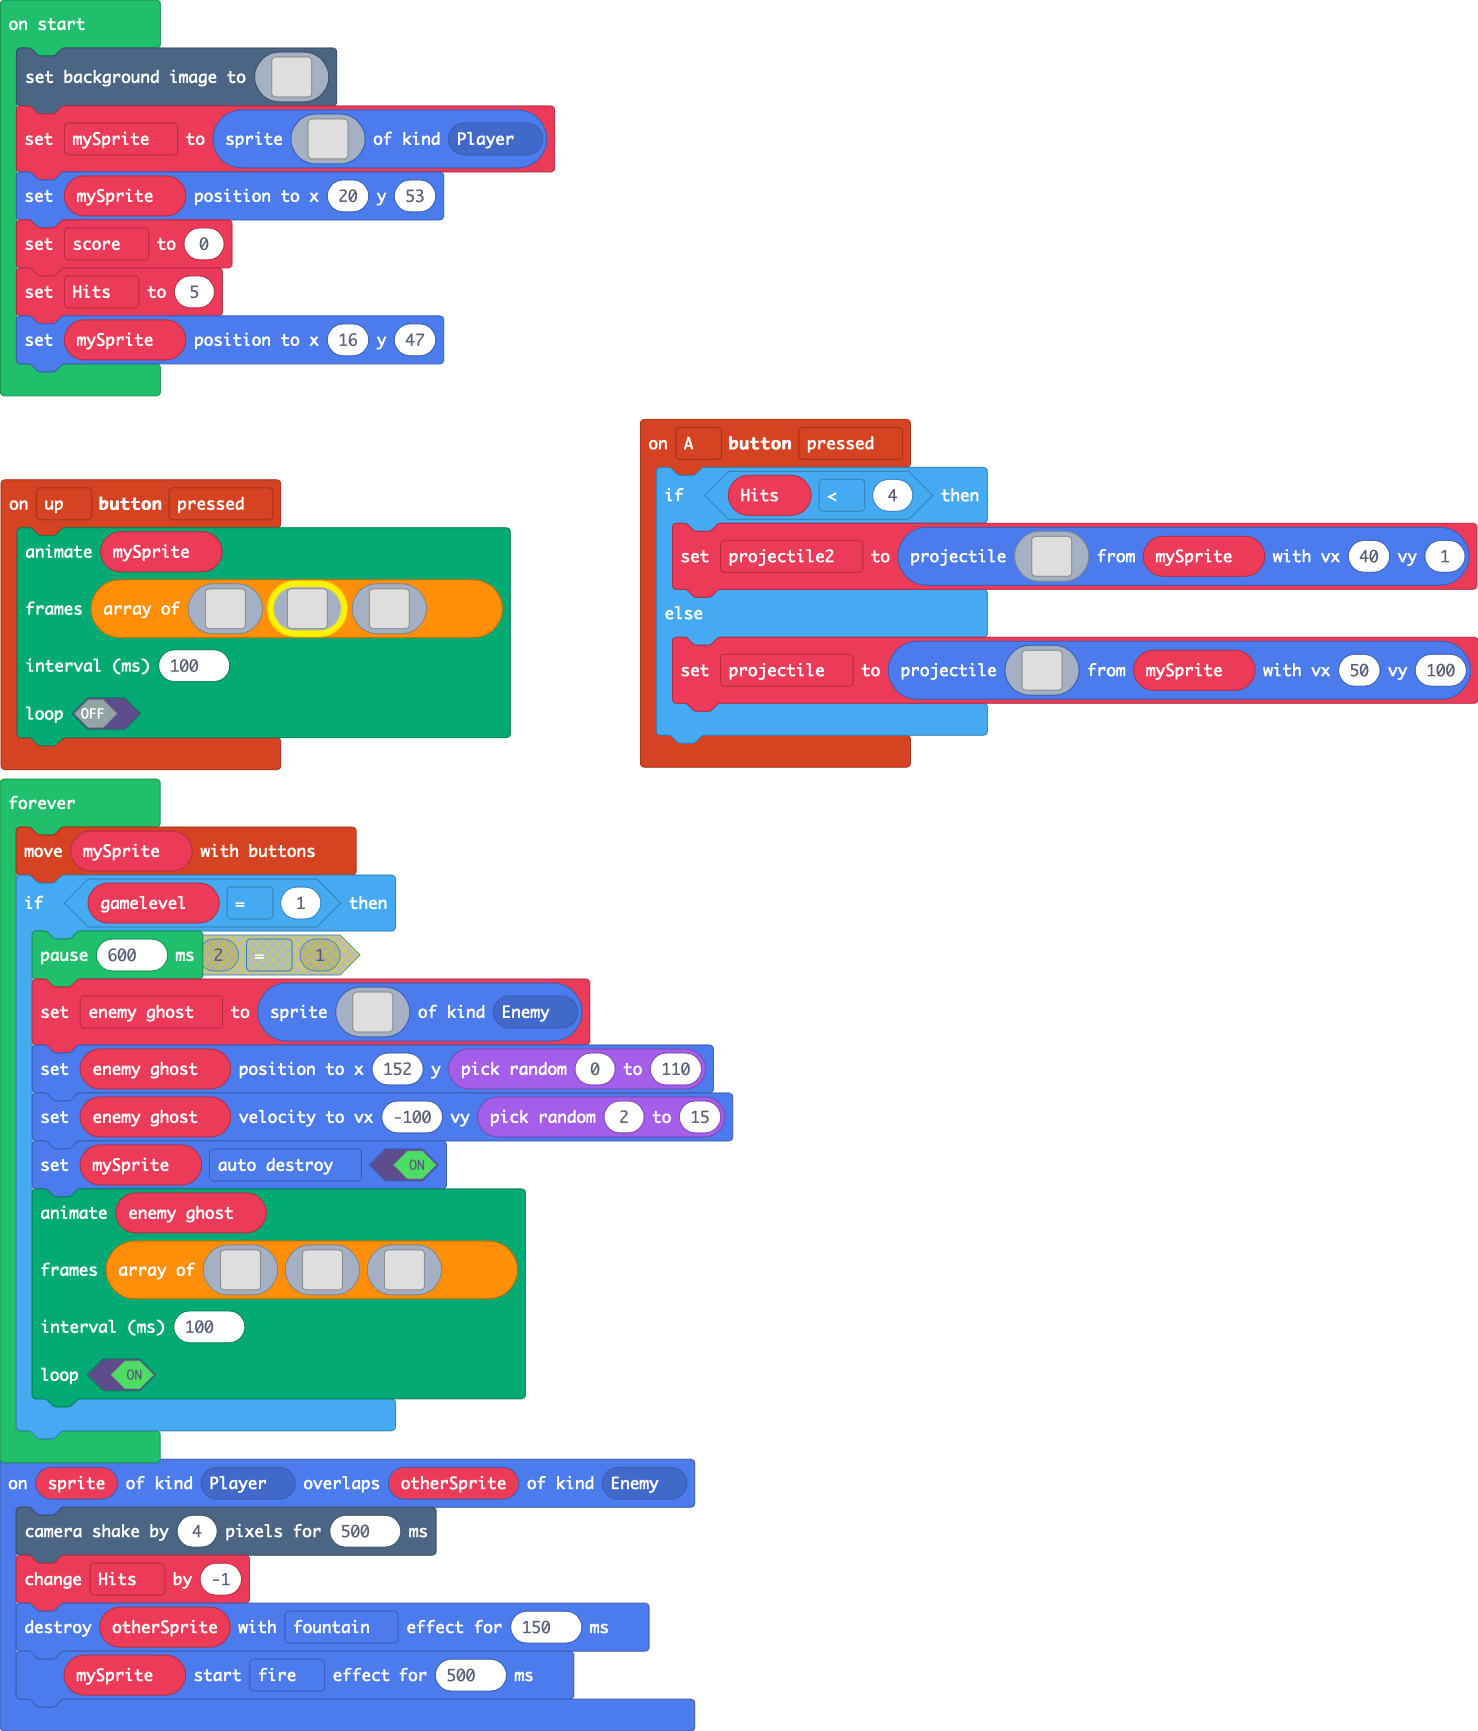 on start
set background image to
set mySprite to sprite of kind Player
set mySprite position to x 20 y 53
set score to 0
set Hits to 5
set mySprite position to x 16 y 47
on A button pressed
if Hits < 4 then
set projectile2 to projectile from mySprite with vx 40 vy 1
else
set projectile to projectile from mySprite with vx 50 vy 100
on up button pressed
animate mySprite
frames array of
interval (ms) 100
loop OFF
forever
move mySprite with buttons
if gamelevel = 1 then
pause 600 ms 2 = 1
set enemy ghost to sprite of kind Enemy
set enemy ghost position to x 152 y pick random 0 to 110
set enemy ghost velocity to vx -100 vy pick random 2 to 15
set mySprite auto destroy ON
animate enemy ghost
frames array of
interval (ms) 100
loop ON
on sprite of kind Player overlaps otherSprite of kind Enemy
camera shake by 4 pixels for 500 ms
change Hits by -1
destroy otherSprite with fountain effect for 150 ms
mySprite start fire effect for 500 ms